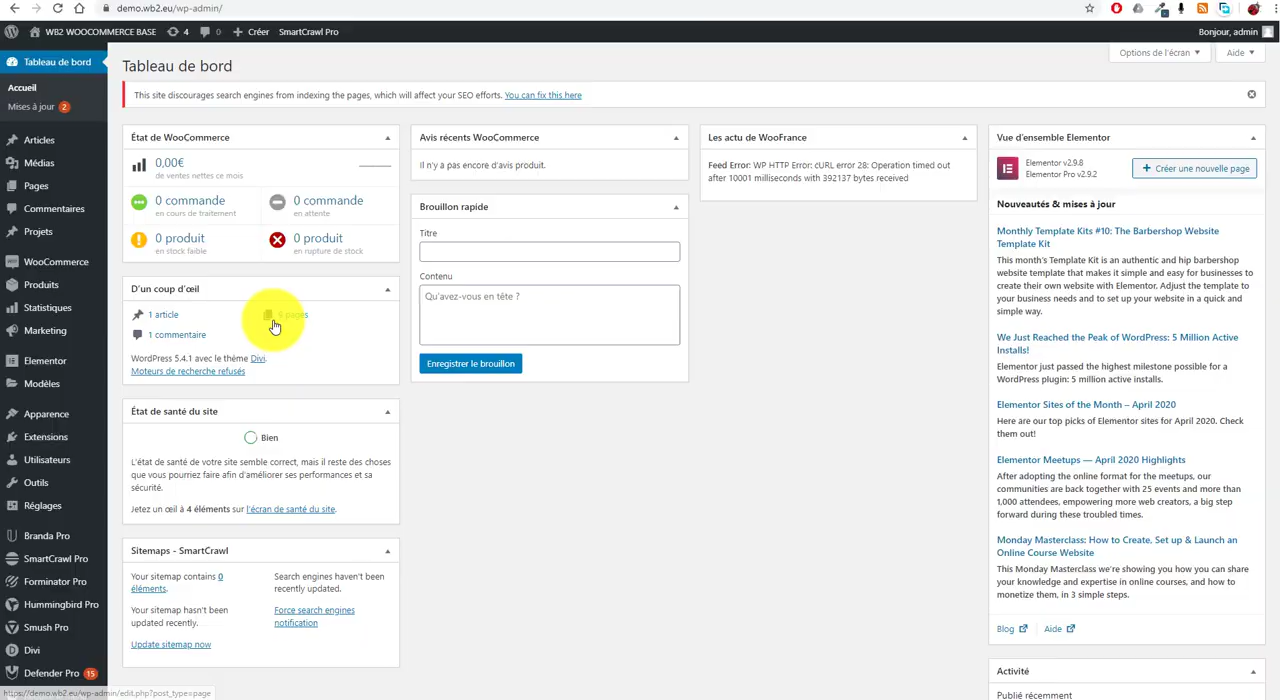 demo.wb2.eu/wp-admin/
WB2 WOOCOMMERCE BASE
4
0
Créer
SmartCrawl Pro
Bonjour, admin
Tableau de bord
Accueil
Mises à jour 2
Articles
Médias
Pages
Commentaires
Projets
WooCommerce
Produits
Statistiques
Marketing
Elementor
Modèles
Apparence
Extensions
Utilisateurs
Outils
Réglages
Branda Pro
SmartCrawl Pro
Forminator Pro
Hummingbird Pro
Smush Pro
Divi
Defender Pro 15
https://demo.wb2.eu/wp-admin/edit.php?post_type=page
Options de l'écran
Aide
Tableau de bord
This site discourages search engines from indexing the pages, which will affect your SEO efforts. You can fix this here
État de WooCommerce
0,00€
de ventes nettes ce mois
0 commande
en cours de traitement
0 commande
en attente
0 produit
en stock faible
0 produit
en rupture de stock
D'un coup d'œil
1 article
9 pages
1 commentaire
WordPress 5.4.1 avec le thème Divi.
Moteurs de recherche refusés
État de santé du site
Bien
L'état de santé de votre site semble correct, mais il reste des choses
que vous pourriez faire afin d'améliorer ses performances et sa
sécurité.
Jetez un œil à 4 éléments sur l'écran de santé du site.
Sitemaps - SmartCrawl
Your sitemap contains 0
éléments.
Your sitemap hasn't been
updated recently.
Update sitemap now
Search engines haven't been
recently updated.
Force search engines
notification
Avis récents WooCommerce
Il n'y a pas encore d'avis produit.
Brouillon rapide
Titre
Contenu
Qu'avez-vous en tête ?
Enregistrer le brouillon
Les actu de WooFrance
Feed Error: WP HTTP Error: cURL error 28: Operation timed out
after 10001 milliseconds with 392137 bytes received
Vue d'ensemble Elementor
Elementor v2.9.8
Elementor Pro v2.9.2
Créer une nouvelle page
Nouveautés & mises à jour
Monthly Template Kits #10: The Barbershop Website
Template Kit
This month's Template Kit is an authentic and hip barbershop
website template that makes it simple and easy for businesses to
create their own website with Elementor. Adjust the template to
your business needs and to set up your website in a quick and
simple way.
We Just Reached the Peak of WordPress: 5 Million Active
Installs!
Elementor just passed the highest milestone possible for a
WordPress plugin: 5 million active installs.
Elementor Sites of the Month – April 2020
Here are our top picks of Elementor sites for April 2020. Check
them out!
Elementor Meetups — April 2020 Highlights
After adopting the online format for the meetups, our
communities are back together with 25 events and more than
1,000 attendees, empowering more web creators, a big step
forward during these troubled times.
Monday Masterclass: How to Create, Set up & Launch an
Online Course Website
This Monday Masterclass we're showing you how you can share
your knowledge and expertise in online courses, and how to
monetize them, in 3 simple steps.
Blog
Aide
Activité
Publié récemment